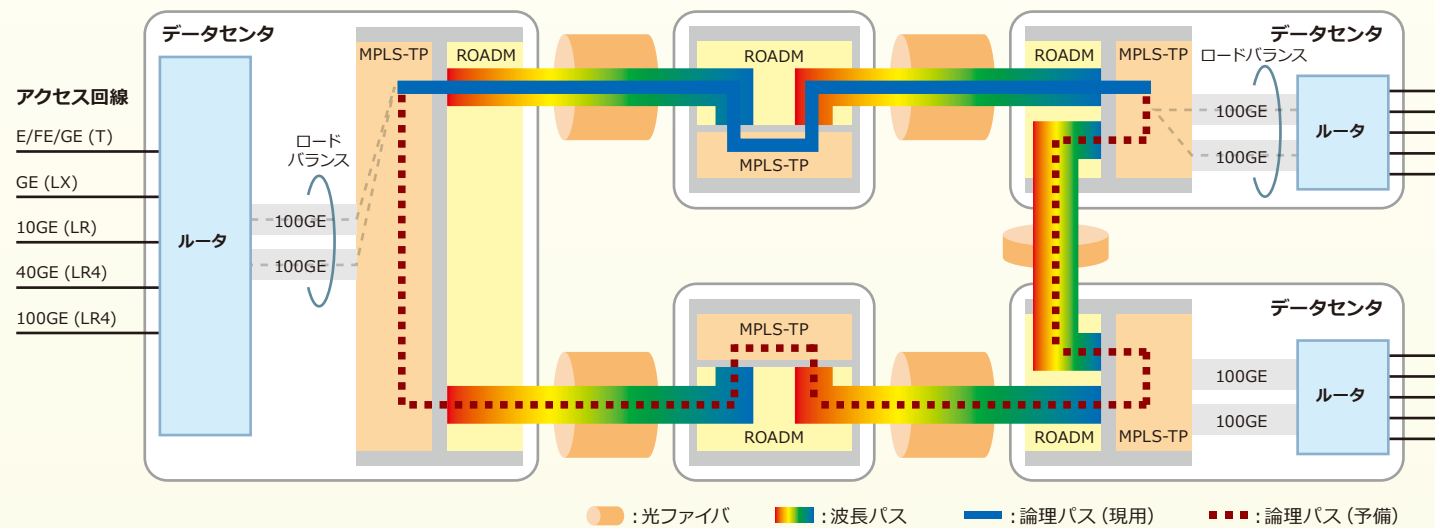 データセンタ
アクセス回線
E/FE/GE (T)
GE (LX)
10GE (LR)
40GE (LR4)
100GE (LR4)
ルータ
ロード
バランス
100GE
100GE
MPLS-TP
ROADM
ROADM
MPLS-TP
データセンタ
ROADM
MPLS-TP
ロードバランス
100GE
100GE
ルータ
MPLS-TP
ROADM
データセンタ
ROADM
MPLS-TP
100GE
100GE
ルータ
:光ファイバ
:波長パス
:論理パス (現用)
:論理パス (予備)